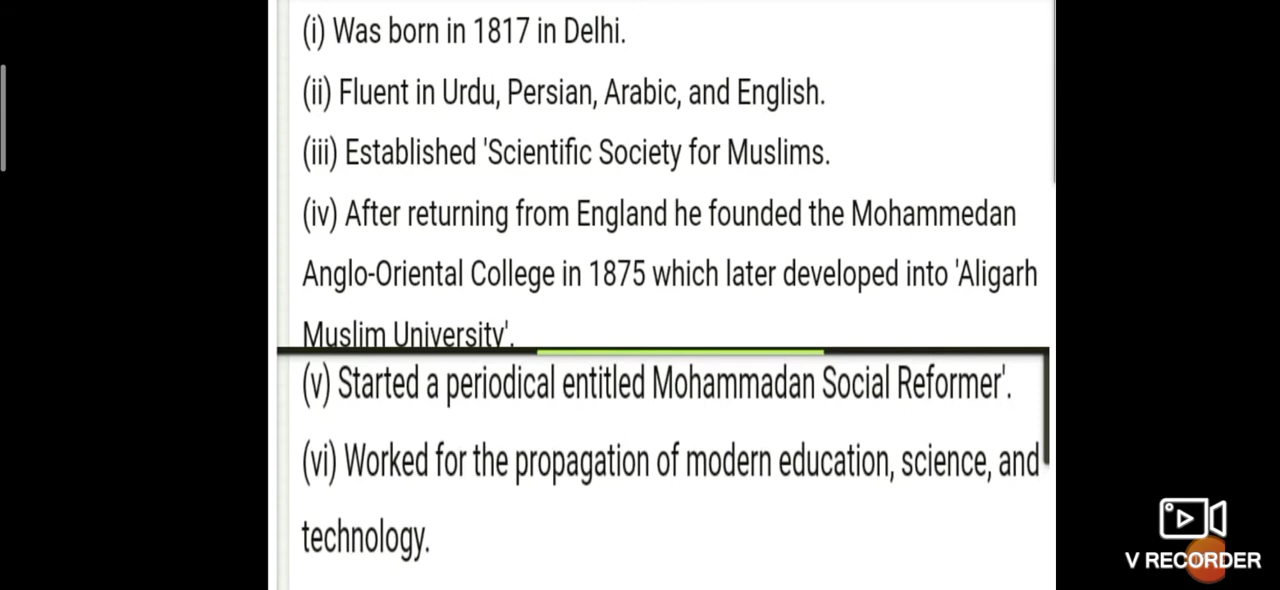 (i) Was born in 1817 in Delhi.
(ii) Fluent in Urdu, Persian, Arabic, and English.
(iii) Established 'Scientific Society for Muslims.
(iv) After returning from England he founded the Mohammedan
Anglo-Oriental College in 1875 which later developed into 'Aligarh
Muslim University'.
(v) Started a periodical entitled Mohammadan Social Reformer'.
(vi) Worked for the propagation of modern education, science, and
technology.
V RECORDER